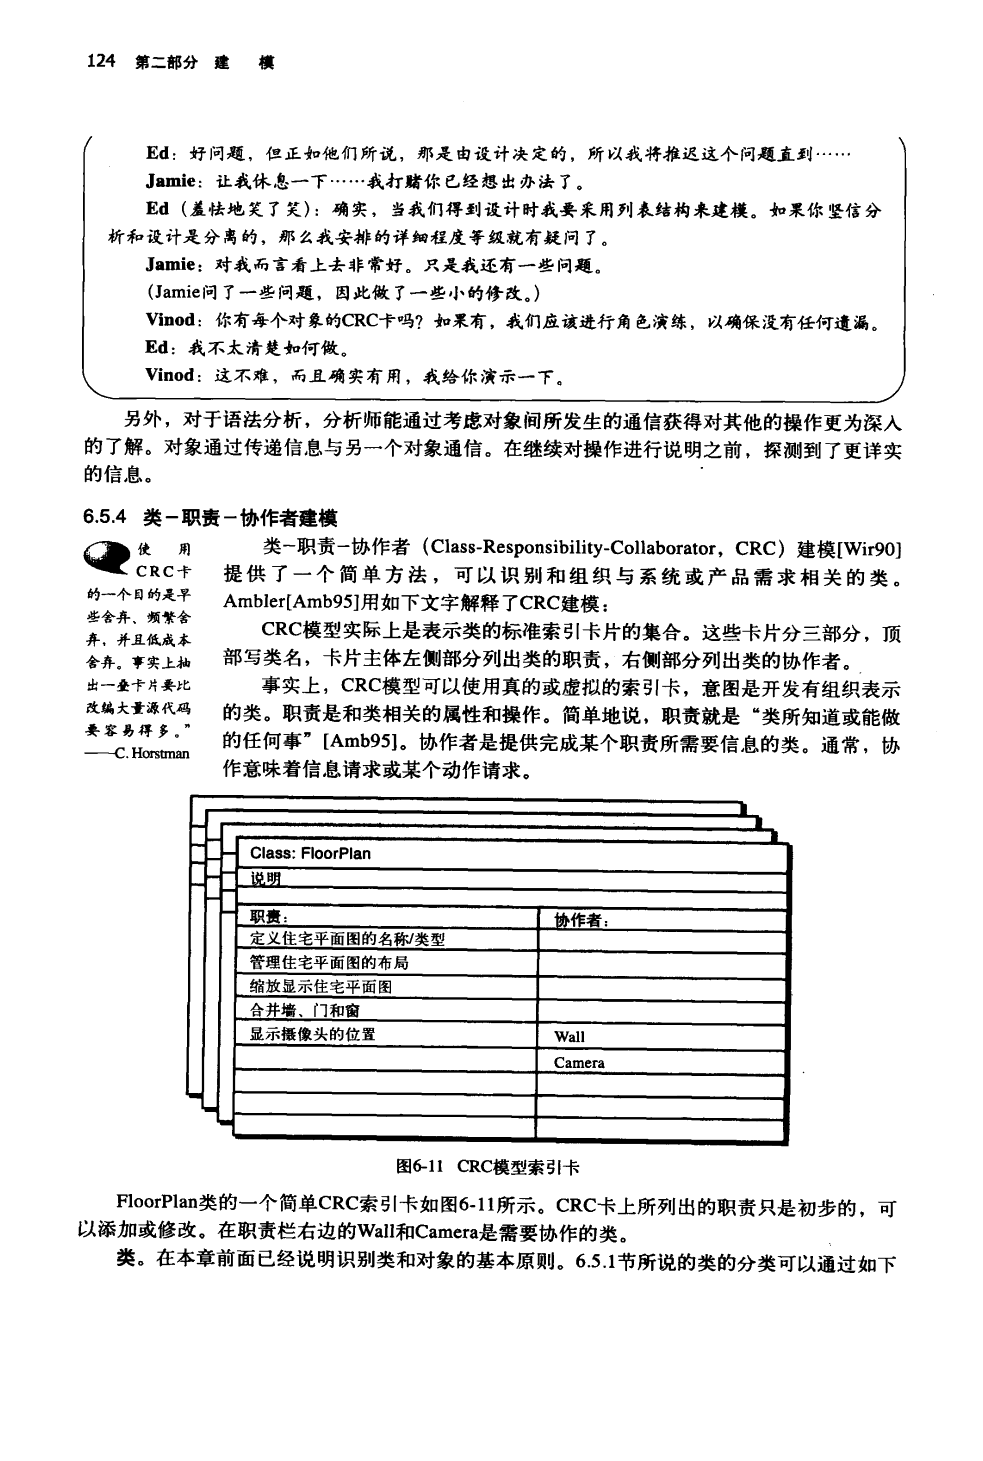 124 第二部分 建 模
Ed：好问题，但正如他们所说，那是由设计决定的，所以我将推迟这个问题直到……
Jamie：让我休息一下……我打赌你已经想出办法了。
Ed（羞怯地笑了笑）：确实，当我们得到设计时我要采用列表结构来建模。如果你坚信分
析和设计是分离的，那么我安排的详细程度等级就有疑问了。
Jamie：对我而言看上去非常好。只是我还有一些问题。
(Jamie问了一些问题，因此做了一些小的修改。)
Vinod：你有每个对象的CRC卡吗？如果有，我们应该进行角色演练，以确保没有任何遗漏。
Ed：我不太清楚如何做。
Vinod：这不难，而且确实有用，我给你演示一下。
另外，对于语法分析，分析师能通过考虑对象间所发生的通信获得对其他的操作更为深入
的了解。对象通过传递信息与另一个对象通信。在继续对操作进行说明之前，探测到了更详实
的信息。
6.5.4 类－职责－协作者建模
使 用
CRC卡
的一个目的是早
些舍弃、频繁舍
弃，并且低成本
舍弃。事实上抽
出一叠卡片要比
改编大量源代码
要容易得多。”
——C. Horstman
类－职责－协作者（Class-Responsibility-Collaborator，CRC）建模[Wir90]
提供了一个简单方法，可以识别和组织与系统或产品需求相关的类。
Ambler[Amb95]用如下文字解释了CRC建模：
CRC模型实际上是表示类的标准索引卡片的集合。这些卡片分三部分，顶
部写类名，卡片主体左侧部分列出类的职责，右侧部分列出类的协作者。
事实上，CRC模型可以使用真的或虚拟的索引卡，意图是开发有组织表示
的类。职责是和类相关的属性和操作。简单地说，职责就是“类所知道或能做
的任何事”[Amb95]。协作者是提供完成某个职责所需要信息的类。通常，协
作意味着信息请求或某个动作请求。
Class: FloorPlan
说明
职责：
协作者：
定义住宅平面图的名称/类型
管理住宅平面图的布局
缩放显示住宅平面图
合并墙、门和窗
显示摄像头的位置
Wall
Camera
图6-11 CRC模型索引卡
FloorPlan类的一个简单CRC索引卡如图6-11所示。CRC卡上所列出的职责只是初步的，可
以添加或修改。在职责栏右边的Wall和Camera是需要协作的类。
类。在本章前面已经说明识别类和对象的基本原则。6.5.1节所说的类的分类可以通过如下